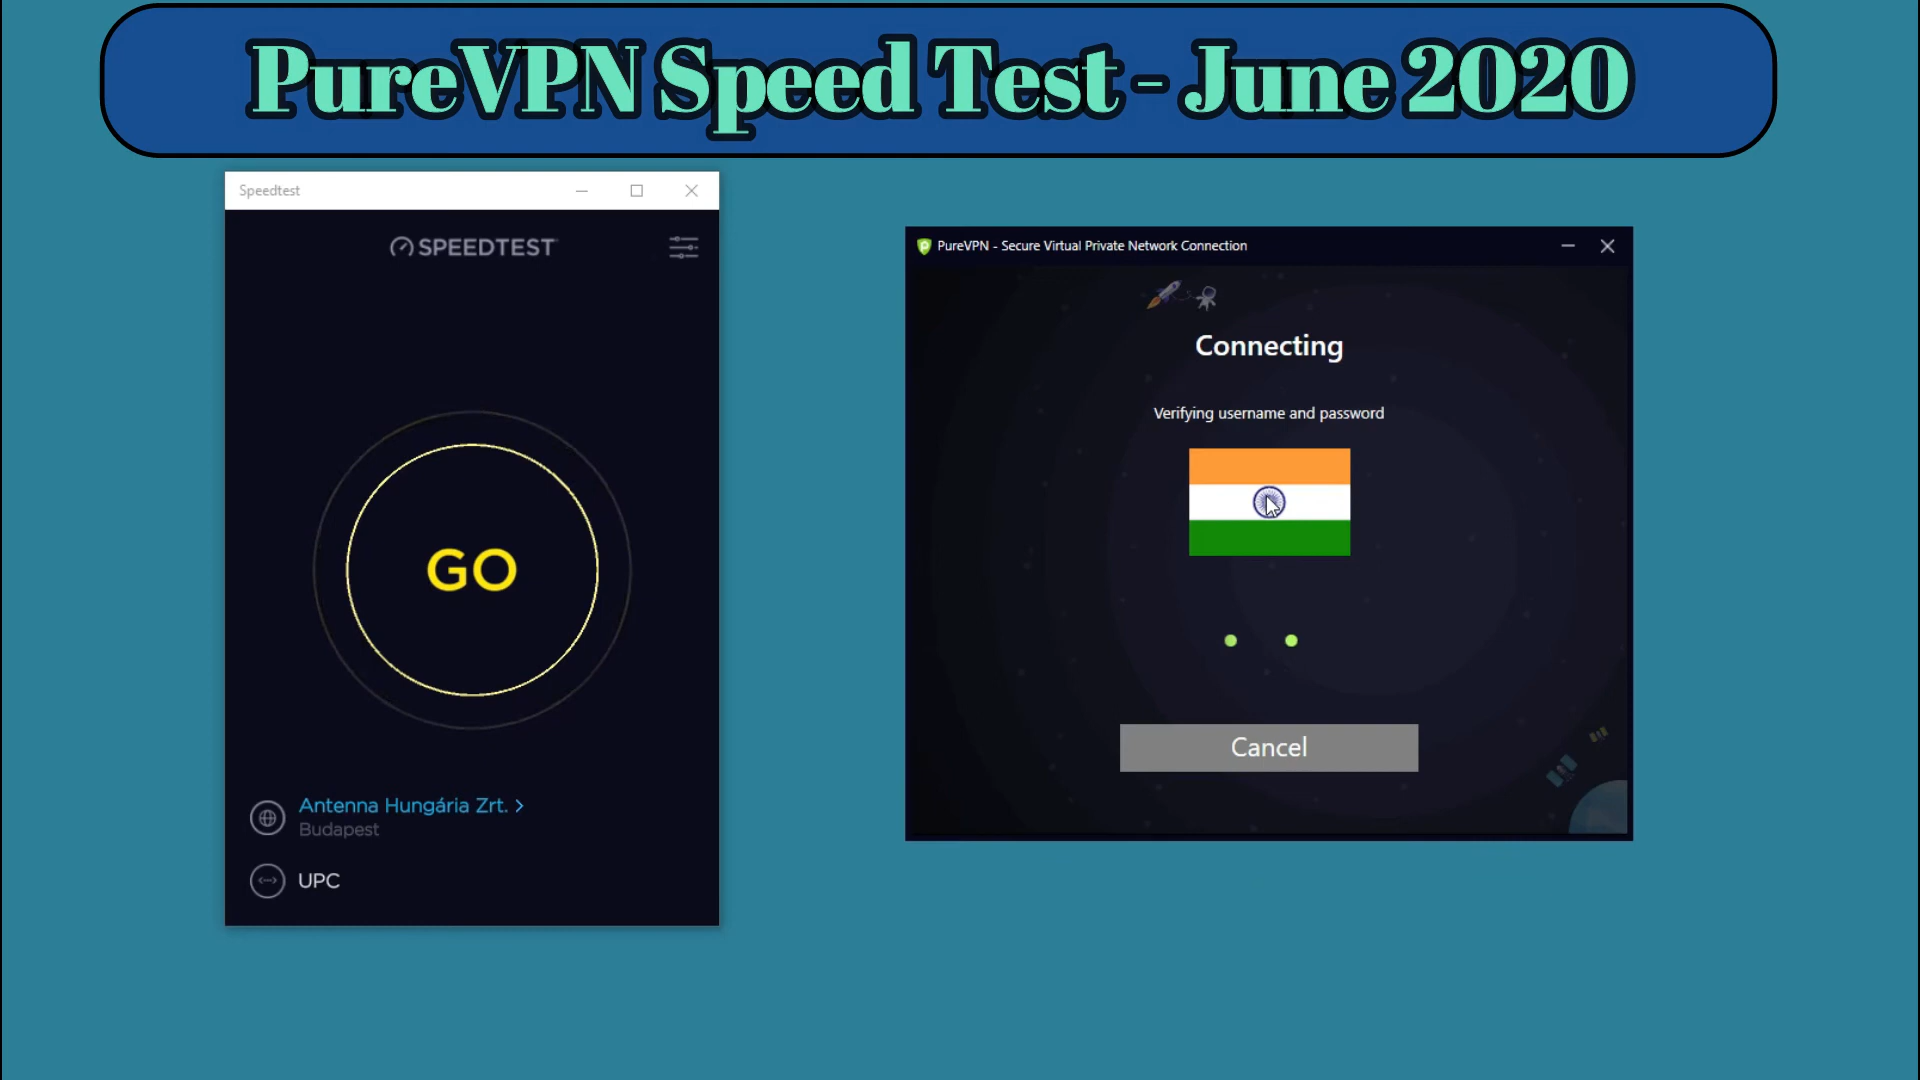 PureVPN Speed Test - June 2020
Speedtest
SPEEDTEST
GO
Antenna Hungária Zrt.
Budapest
UPC
PureVPN - Secure Virtual Private Network Connection
Connecting
Verifying username and password
Cancel